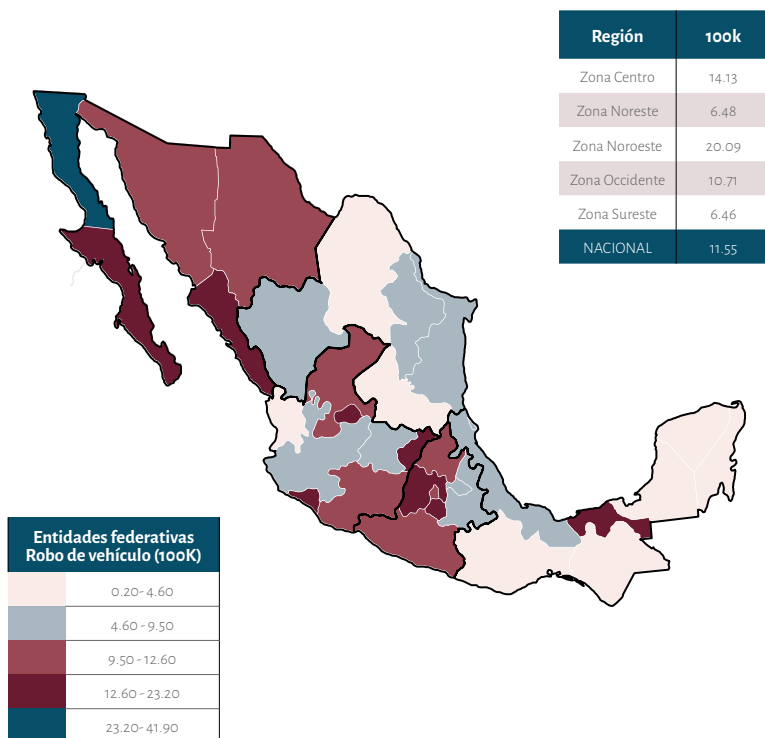 Región 100k
Zona Centro 14.13
Zona Noreste 6.48
Zona Noroeste 20.09
Zona Occidente 10.71
Zona Sureste 6.46
NACIONAL 11.55
Entidades federativas
Robo de vehículo (100K)
0.20- 4.60
4.60 - 9.50
9.50 - 12.60
12.60 - 23.20
23.20- 41.90